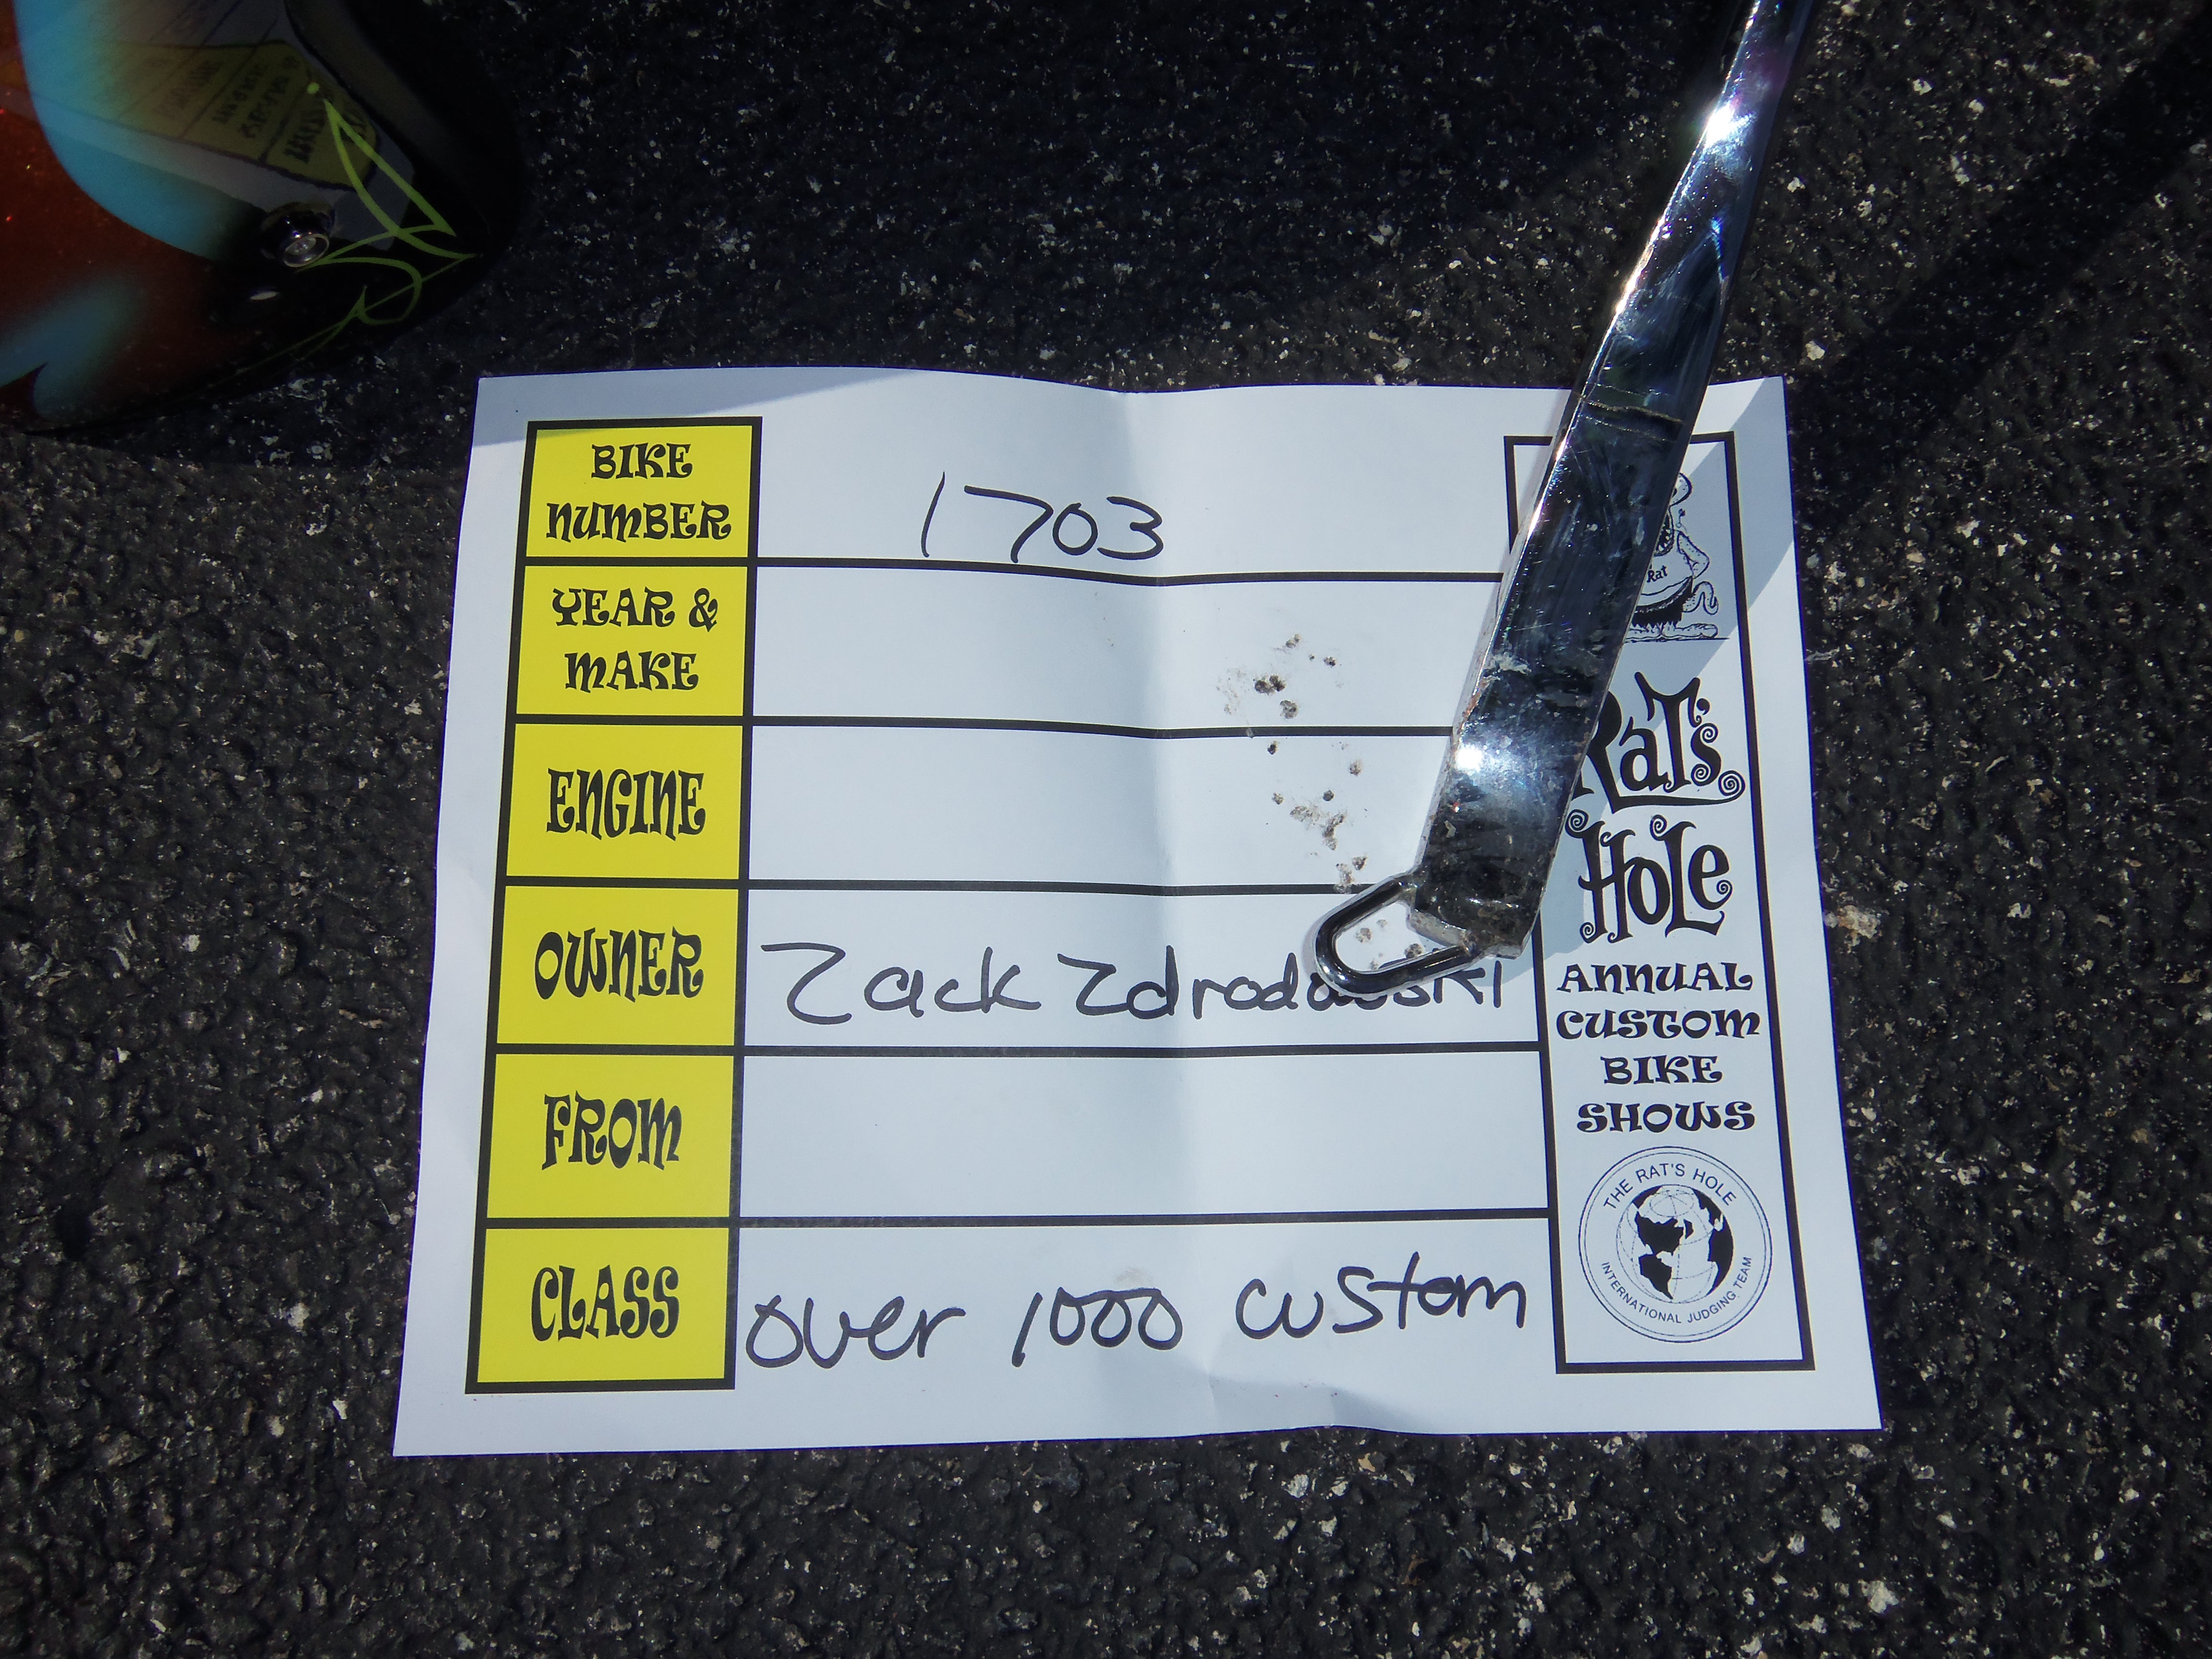 BIKE
NUMBER
1703
YEAR &
MAKE
ENGINE
OWNER
Zack
FROM
CLASS
over 1000 custom
Rat
Rat's
Hole
ANNUAL
CUSTOM
BIKE
SHOWS
THE RAT'S HOLE
INTERNATIONAL JUDGING TEAM